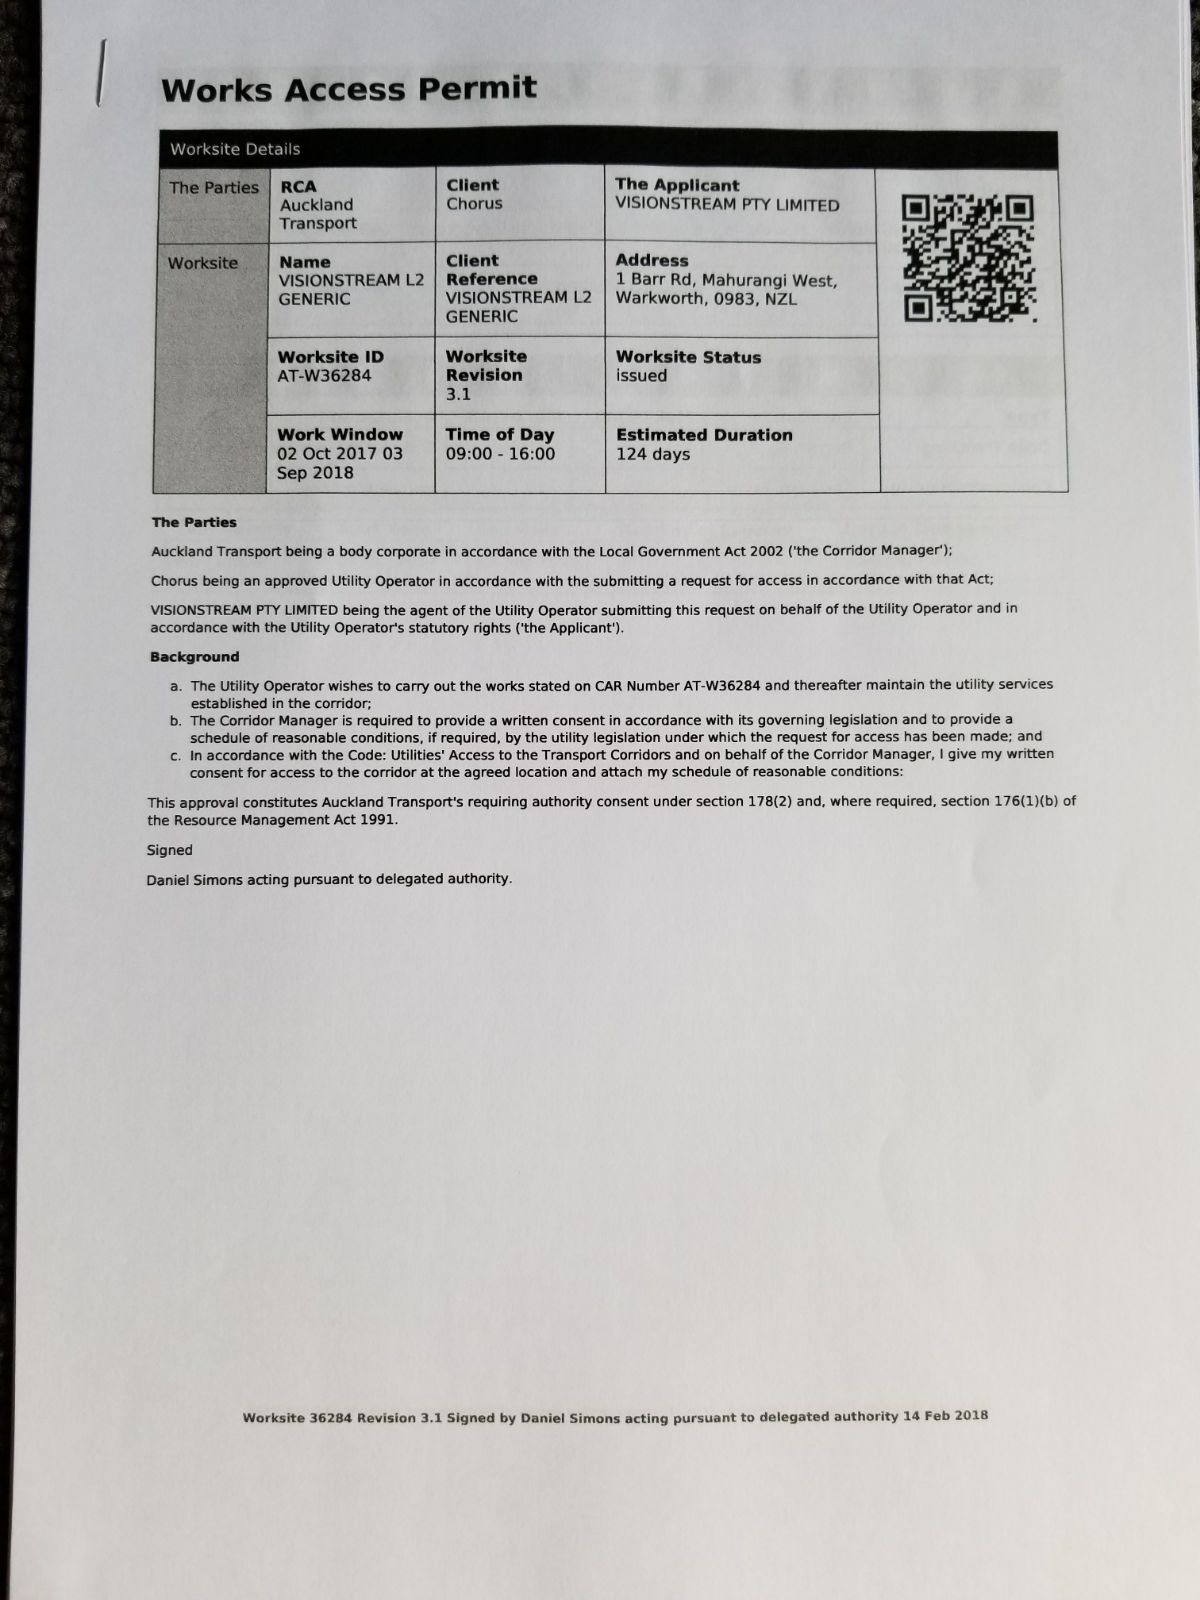 Works Access Permit
Worksite Details
The Parties
RCA
Auckland
Transport
Client
Chorus
The Applicant
VISIONSTREAM PTY LIMITED
Worksite
Name
VISIONSTREAM L2
GENERIC
Client
Reference
VISIONSTREAM L2
GENERIC
Address
1 Barr Rd, Mahurangi West,
Warkworth, 0983, NZL
Worksite ID
AT-W36284
Worksite
Revision
3.1
Worksite Status
issued
Work Window
02 Oct 2017 03
Sep 2018
Time of Day
09:00 - 16:00
Estimated Duration
124 days
The Parties
Auckland Transport being a body corporate in accordance with the Local Government Act 2002 ('the Corridor Manager');
Chorus being an approved Utility Operator in accordance with the submitting a request for access in accordance with that Act;
VISIONSTREAM PTY LIMITED being the agent of the Utility Operator submitting this request on behalf of the Utility Operator and in
accordance with the Utility Operator's statutory rights ('the Applicant').
Background
a. The Utility Operator wishes to carry out the works stated on CAR Number AT-W36284 and thereafter maintain the utility services
established in the corridor;
b. The Corridor Manager is required to provide a written consent in accordance with its governing legislation and to provide a
schedule of reasonable conditions, if required, by the utility legislation under which the request for access has been made; and
c. In accordance with the Code: Utilities' Access to the Transport Corridors and on behalf of the Corridor Manager, I give my written
consent for access to the corridor at the agreed location and attach my schedule of reasonable conditions:
This approval constitutes Auckland Transport's requiring authority consent under section 178(2) and, where required, section 176(1)(b) of
the Resource Management Act 1991.
Signed
Daniel Simons acting pursuant to delegated authority.
Worksite 36284 Revision 3.1 Signed by Daniel Simons acting pursuant to delegated authority 14 Feb 2018